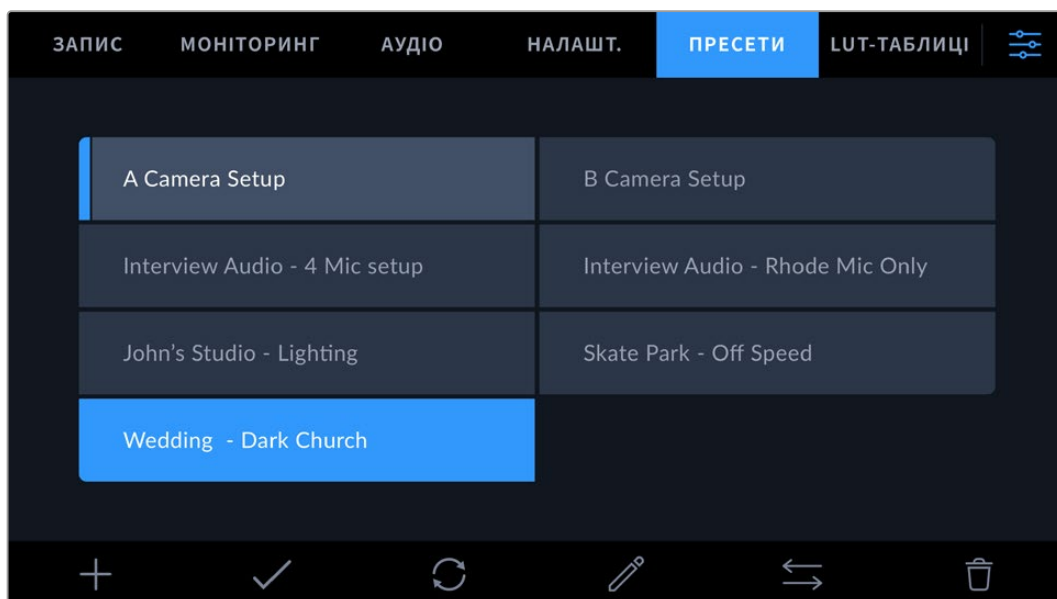 ЗАПИС МОНІТОРИНГ АУДІО НАЛАШТ. ПРЕСЕТИ LUT-ТАБЛИЦІ
A Camera Setup B Camera Setup
Interview Audio - 4 Mic setup Interview Audio - Rhode Mic Only
John’s Studio - Lighting Skate Park - Off Speed
Wedding - Dark Church